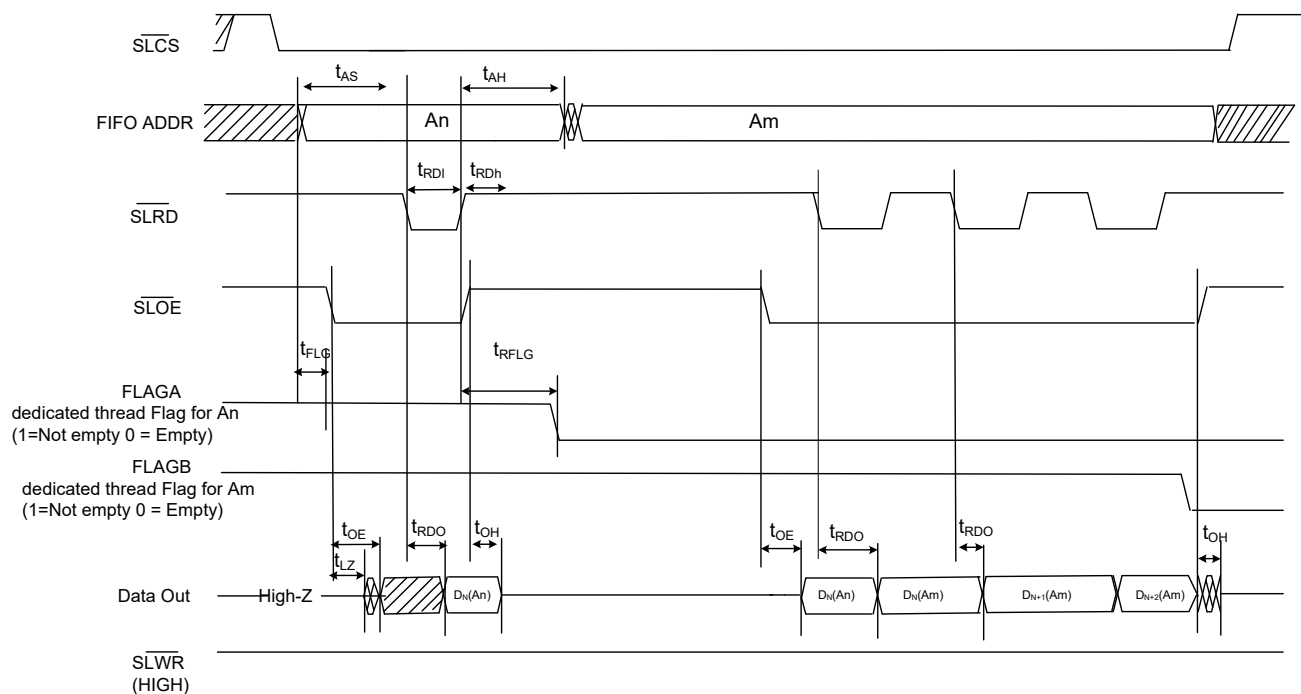 SLCS
tAS
tAH
FIFO ADDR
An
Am
tRDl
tRDh
SLRD
SLOE
tFLG
tRFLG
FLAGA
dedicated thread Flag for An
(1=Not empty 0 = Empty)
FLAGB
dedicated thread Flag for Am
(1=Not empty 0 = Empty)
tOE
tRDO
tOH
tOE
tRDO
tRDO
tOH
tLZ
Data Out
High-Z
DN(An)
DN(An)
DN(Am)
DN+1(Am)
DN+2(Am)
SLWR
(HIGH)